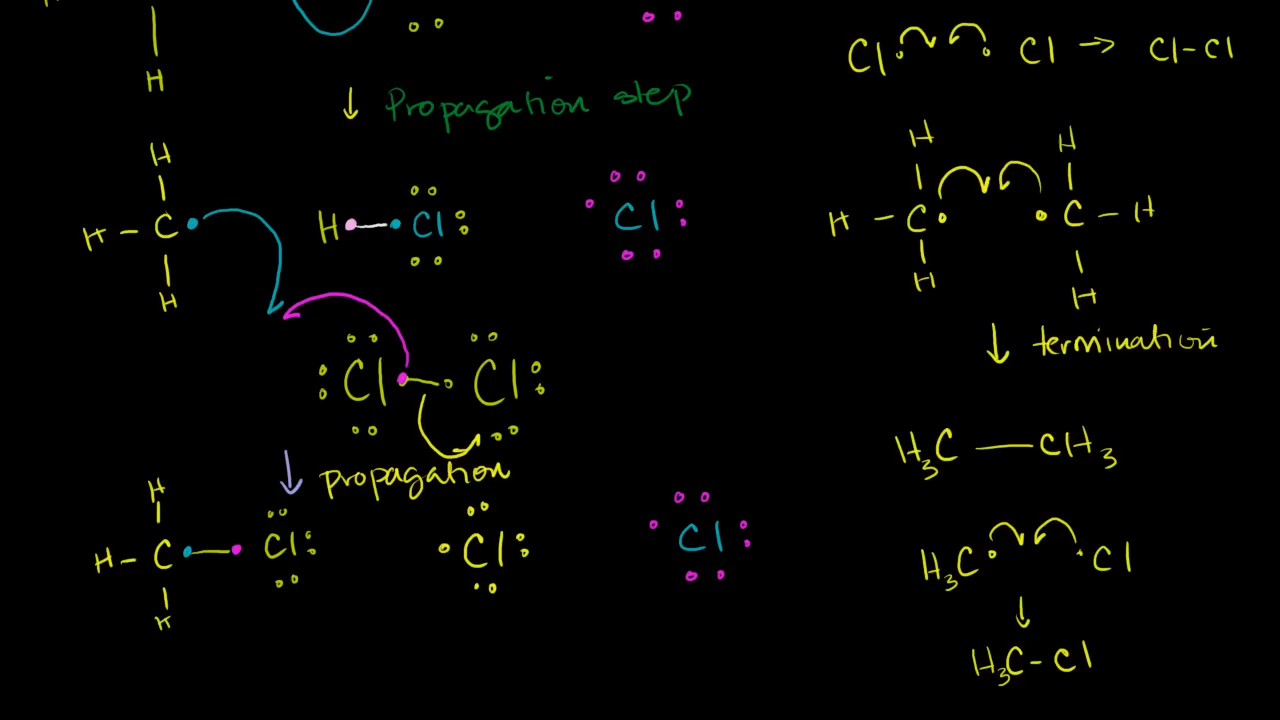 H
↓ Propagation step
H
H – C • H • — • Cl Cl
H
Cl — Cl
↓ propagation
H
H – C • — • Cl • Cl Cl
H
Cl • • Cl → Cl – Cl
H H
H – C • • C – H
H H
↓ termination
H₃C — CH₃
H₃C • • Cl
↓
H₃C – Cl